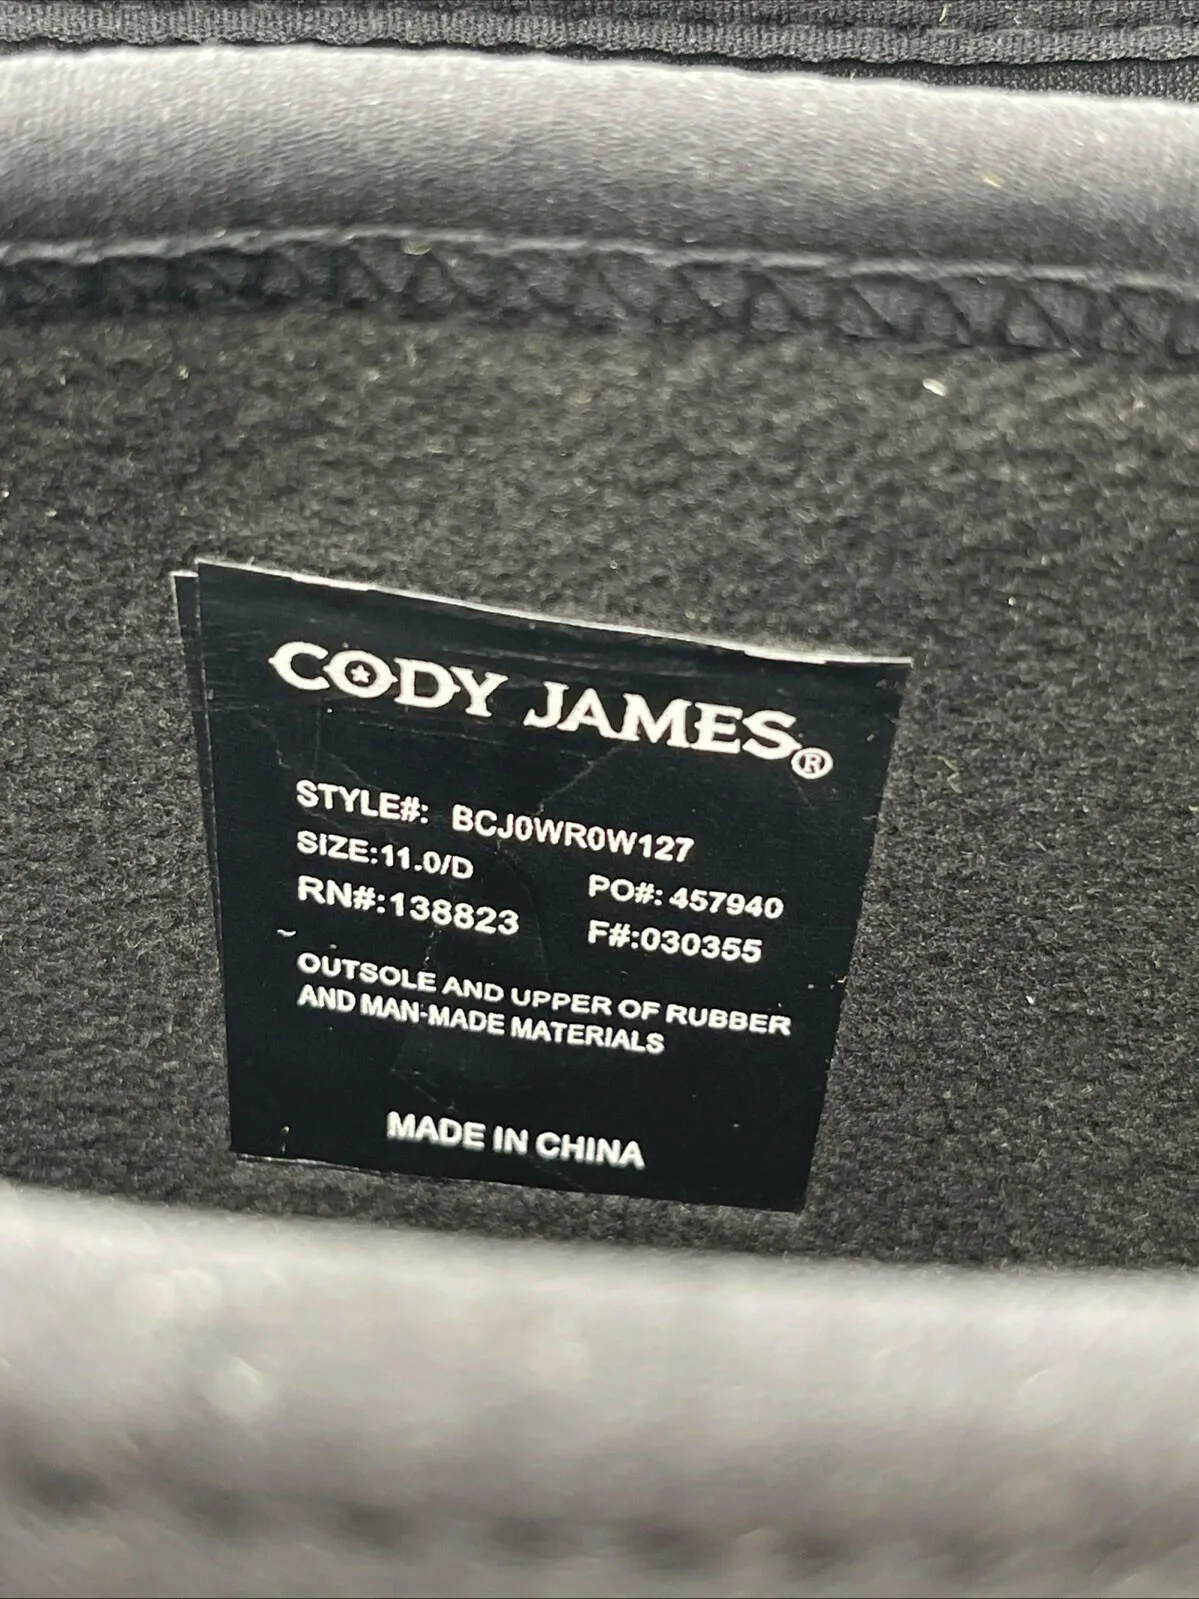 CODY JAMES®
STYLE#: BCJ0WR0W127
SIZE:11.0/D
PO#: 457940
RN#:138823
F#:030355
OUTSOLE AND UPPER OF RUBBER
AND MAN-MADE MATERIALS
MADE IN CHINA